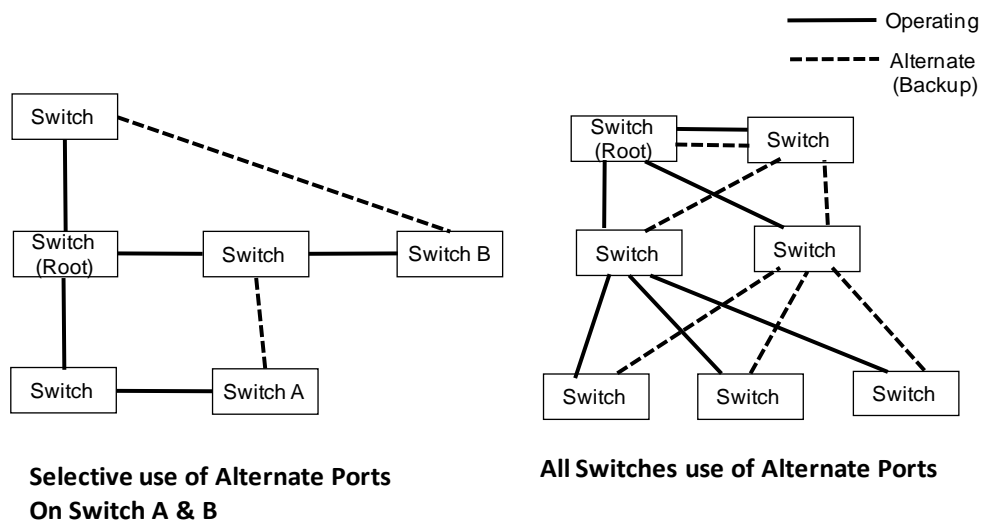 Operating
Alternate
(Backup)
Switch
Switch
(Root)
Switch
Switch B
Switch
Switch A
Selective use of Alternate Ports
On Switch A & B
Switch
(Root)
Switch
Switch
Switch
Switch
Switch
Switch
All Switches use of Alternate Ports